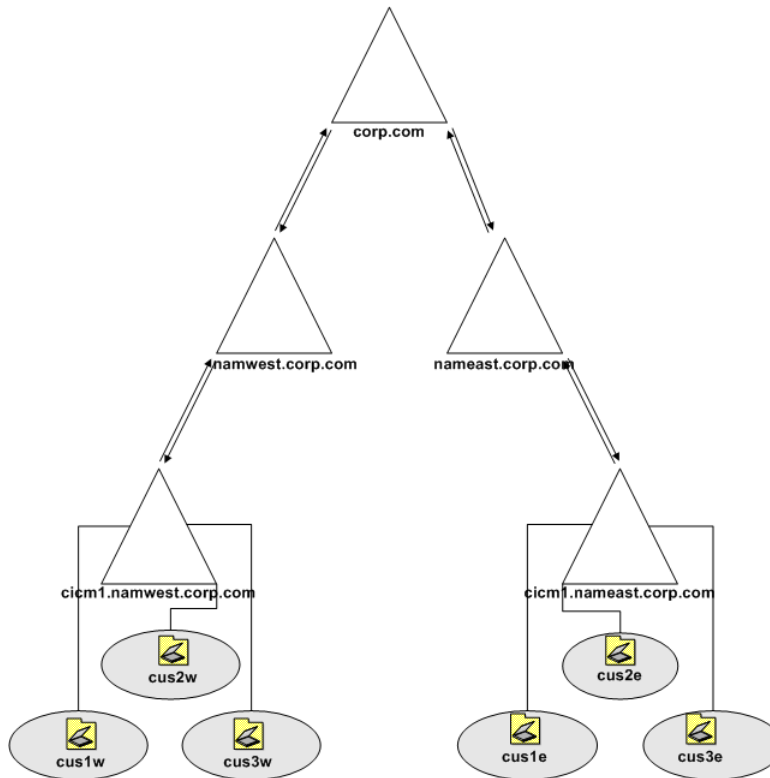 corp.com
namwest.corp.com
nameast.corp.com
cicm1.namwest.corp.com
cicm1.nameast.corp.com
cus2w
cus2e
cus1w
cus3w
cus1e
cus3e